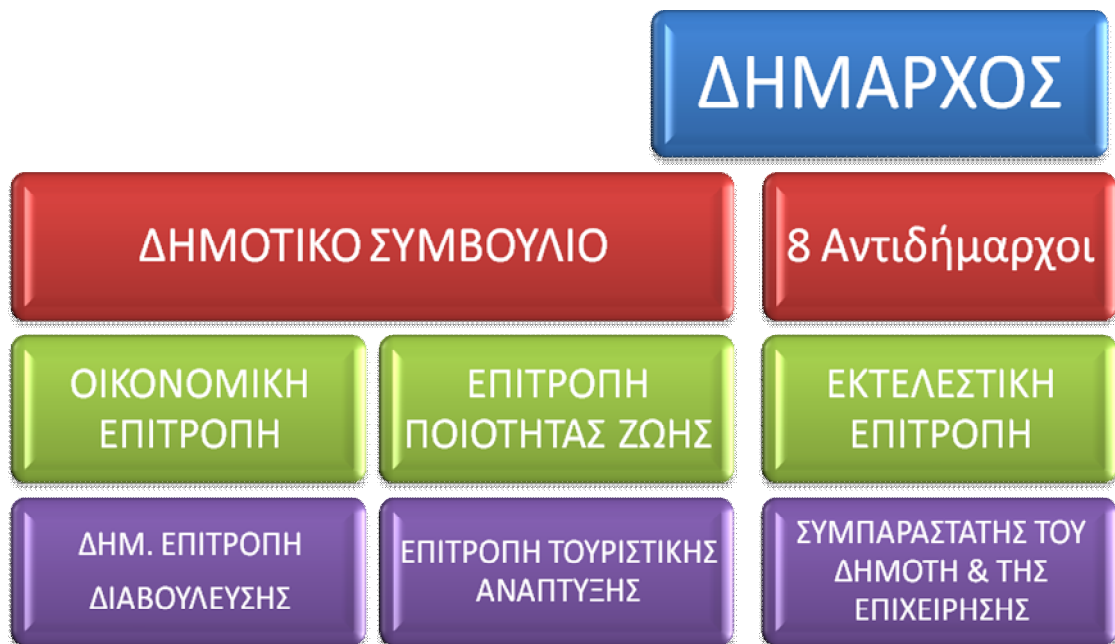 ΔΗΜΑΡΧΟΣ
ΔΗΜΟΤΙΚΟ ΣΥΜΒΟΥΛΙΟ
8 Αντιδήμαρχοι
ΟΙΚΟΝΟΜΙΚΗ
ΕΠΙΤΡΟΠΗ
ΕΠΙΤΡΟΠΗ
ΠΟΙΟΤΗΤΑΣ ΖΩΗΣ
ΕΚΤΕΛΕΣΤΙΚΗ
ΕΠΙΤΡΟΠΗ
ΔΗΜ. ΕΠΙΤΡΟΠΗ
ΔΙΑΒΟΥΛΕΥΣΗΣ
ΕΠΙΤΡΟΠΗ ΤΟΥΡΙΣΤΙΚΗΣ
ΑΝΑΠΤΥΞΗΣ
ΣΥΜΠΑΡΑΣΤΑΤΗΣ ΤΟΥ
ΔΗΜΟΤΗ & ΤΗΣ
ΕΠΙΧΕΙΡΗΣΗΣ